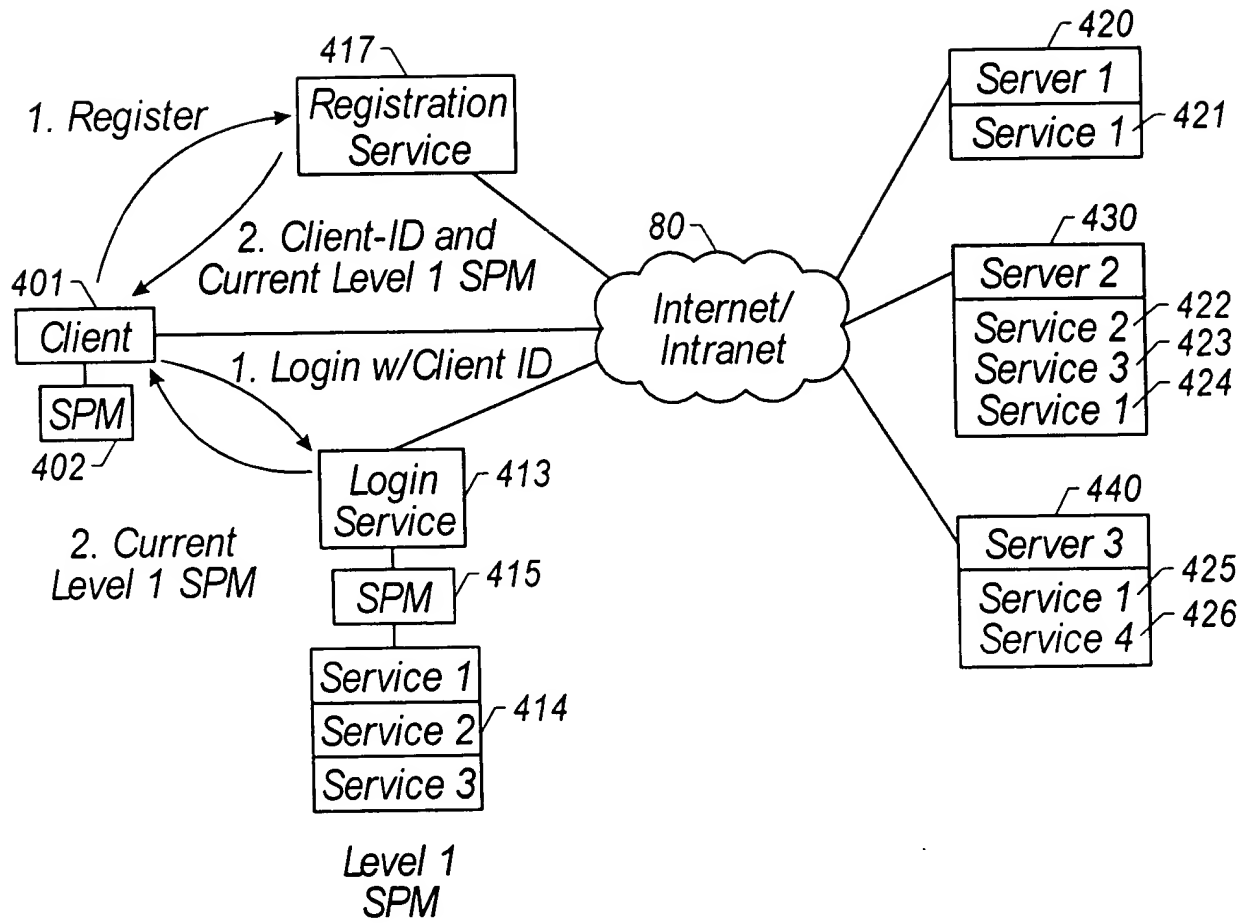 417
Registration
Service
1. Register
2. Client-ID and
Current Level 1 SPM
401
Client
SPM
402
1. Login w/Client ID
Login
Service
413
2. Current
Level 1 SPM
SPM
415
Service 1
Service 2
Service 3
414
Level 1
SPM
80
Internet/
Intranet
420
Server 1
Service 1
421
430
Server 2
Service 2
422
Service 3
423
Service 1
424
440
Server 3
Service 1
425
Service 4
426